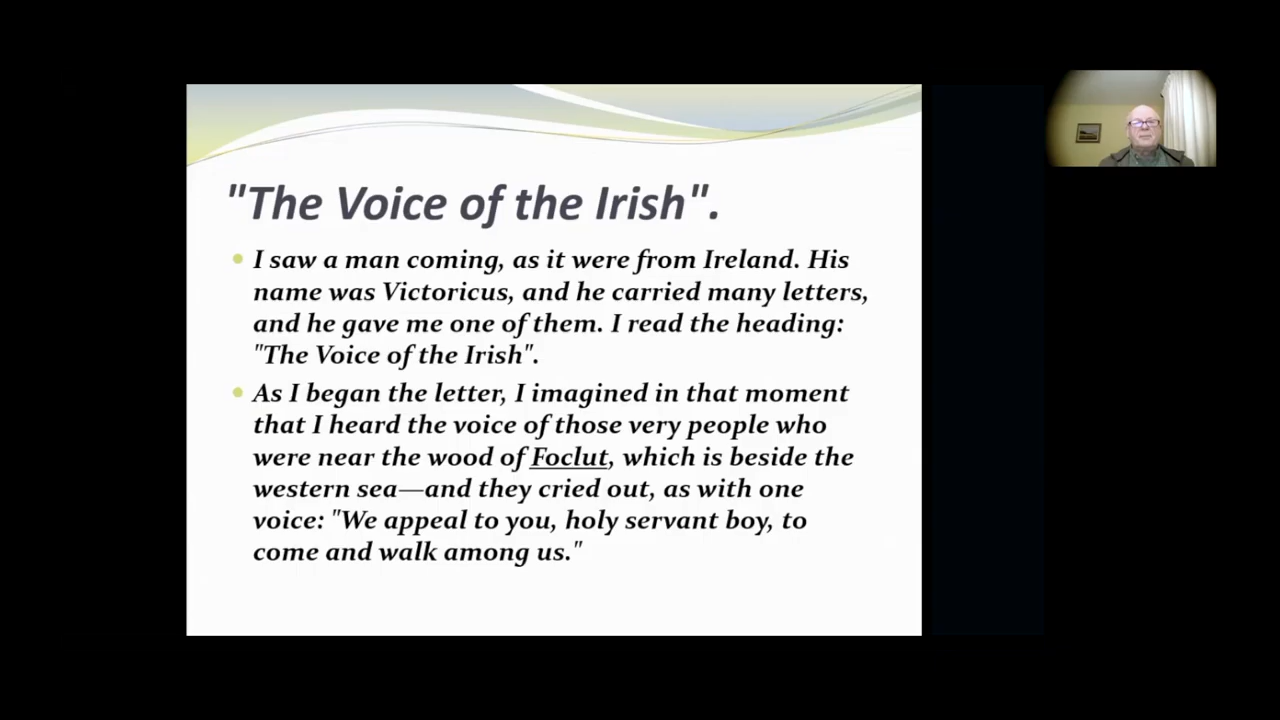 "The Voice of the Irish".
I saw a man coming, as it were from Ireland. His
name was Victoricus, and he carried many letters,
and he gave me one of them. I read the heading:
"The Voice of the Irish".
As I began the letter, I imagined in that moment
that I heard the voice of those very people who
were near the wood of Foclut, which is beside the
western sea—and they cried out, as with one
voice: "We appeal to you, holy servant boy, to
come and walk among us."